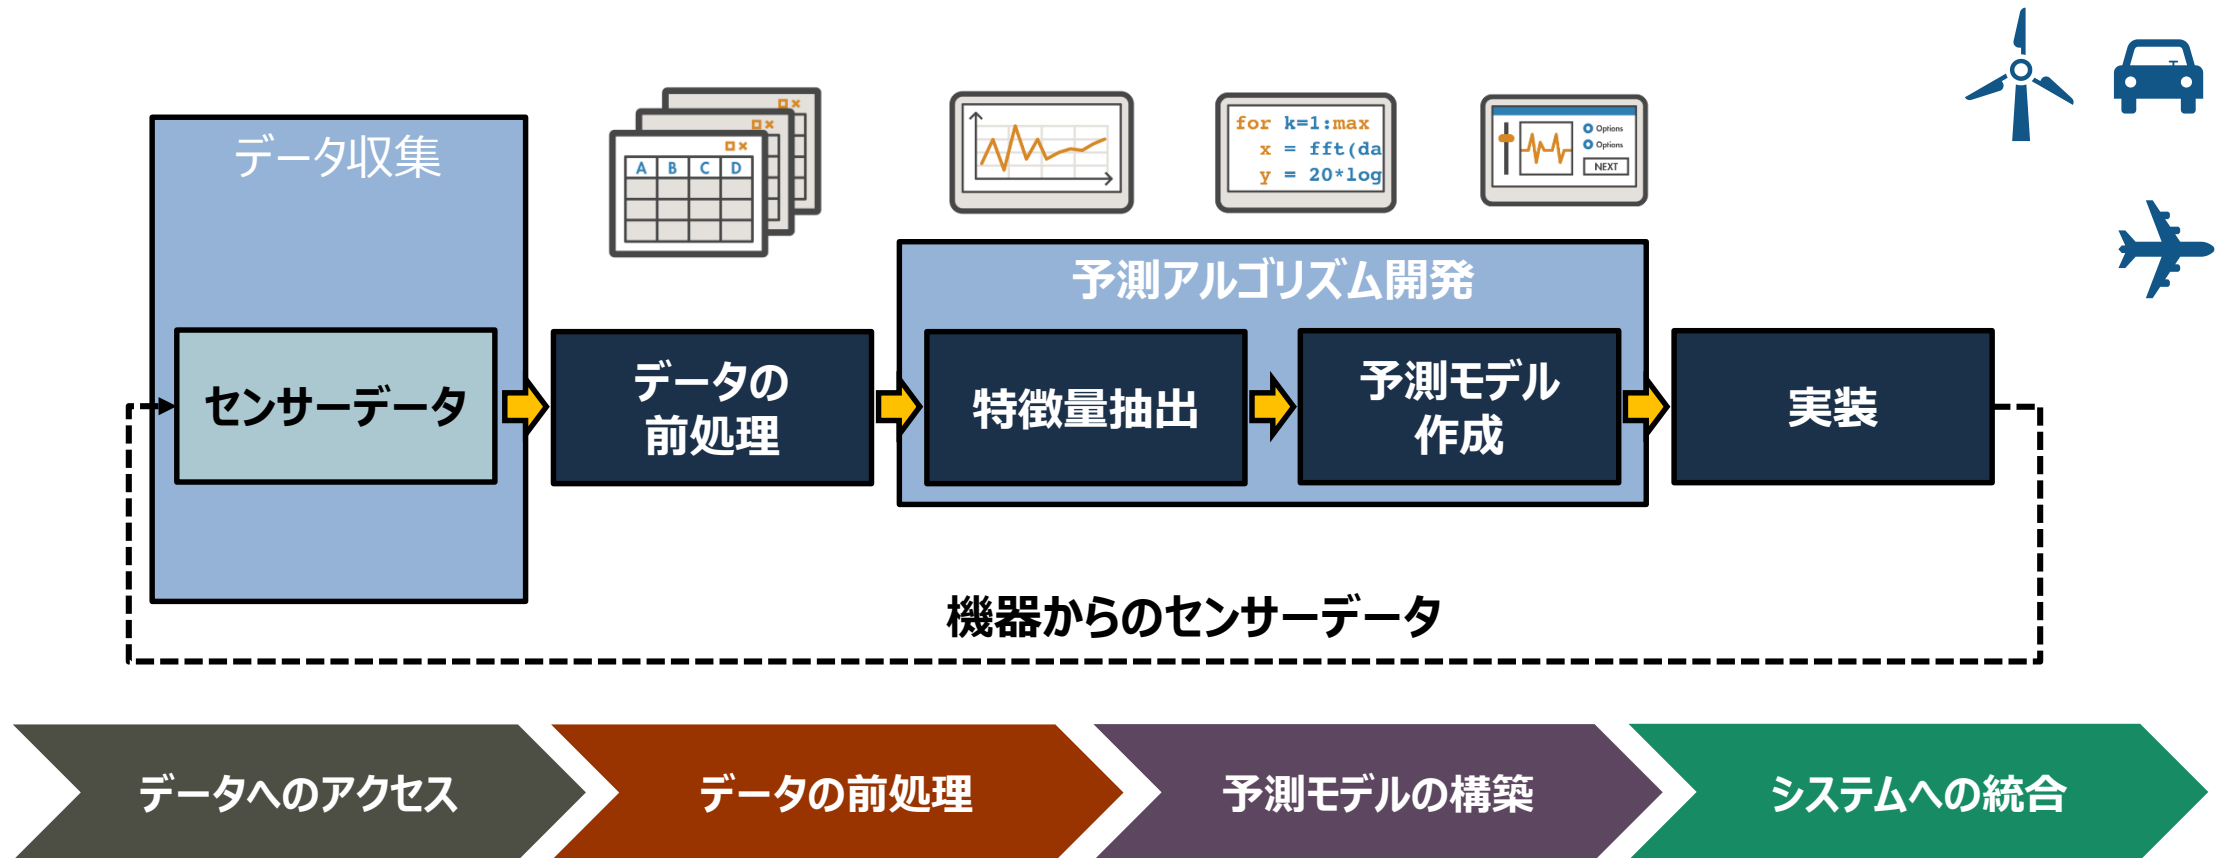 データ収集
A B C D
for k=1:max
x = fft(da
y = 20*log
Options
Options
NEXT
予測アルゴリズム開発
センサーデータ
データの
前処理
特徴量抽出
予測モデル
作成
実装
機器からのセンサーデータ
データへのアクセス
データの前処理
予測モデルの構築
システムへの統合